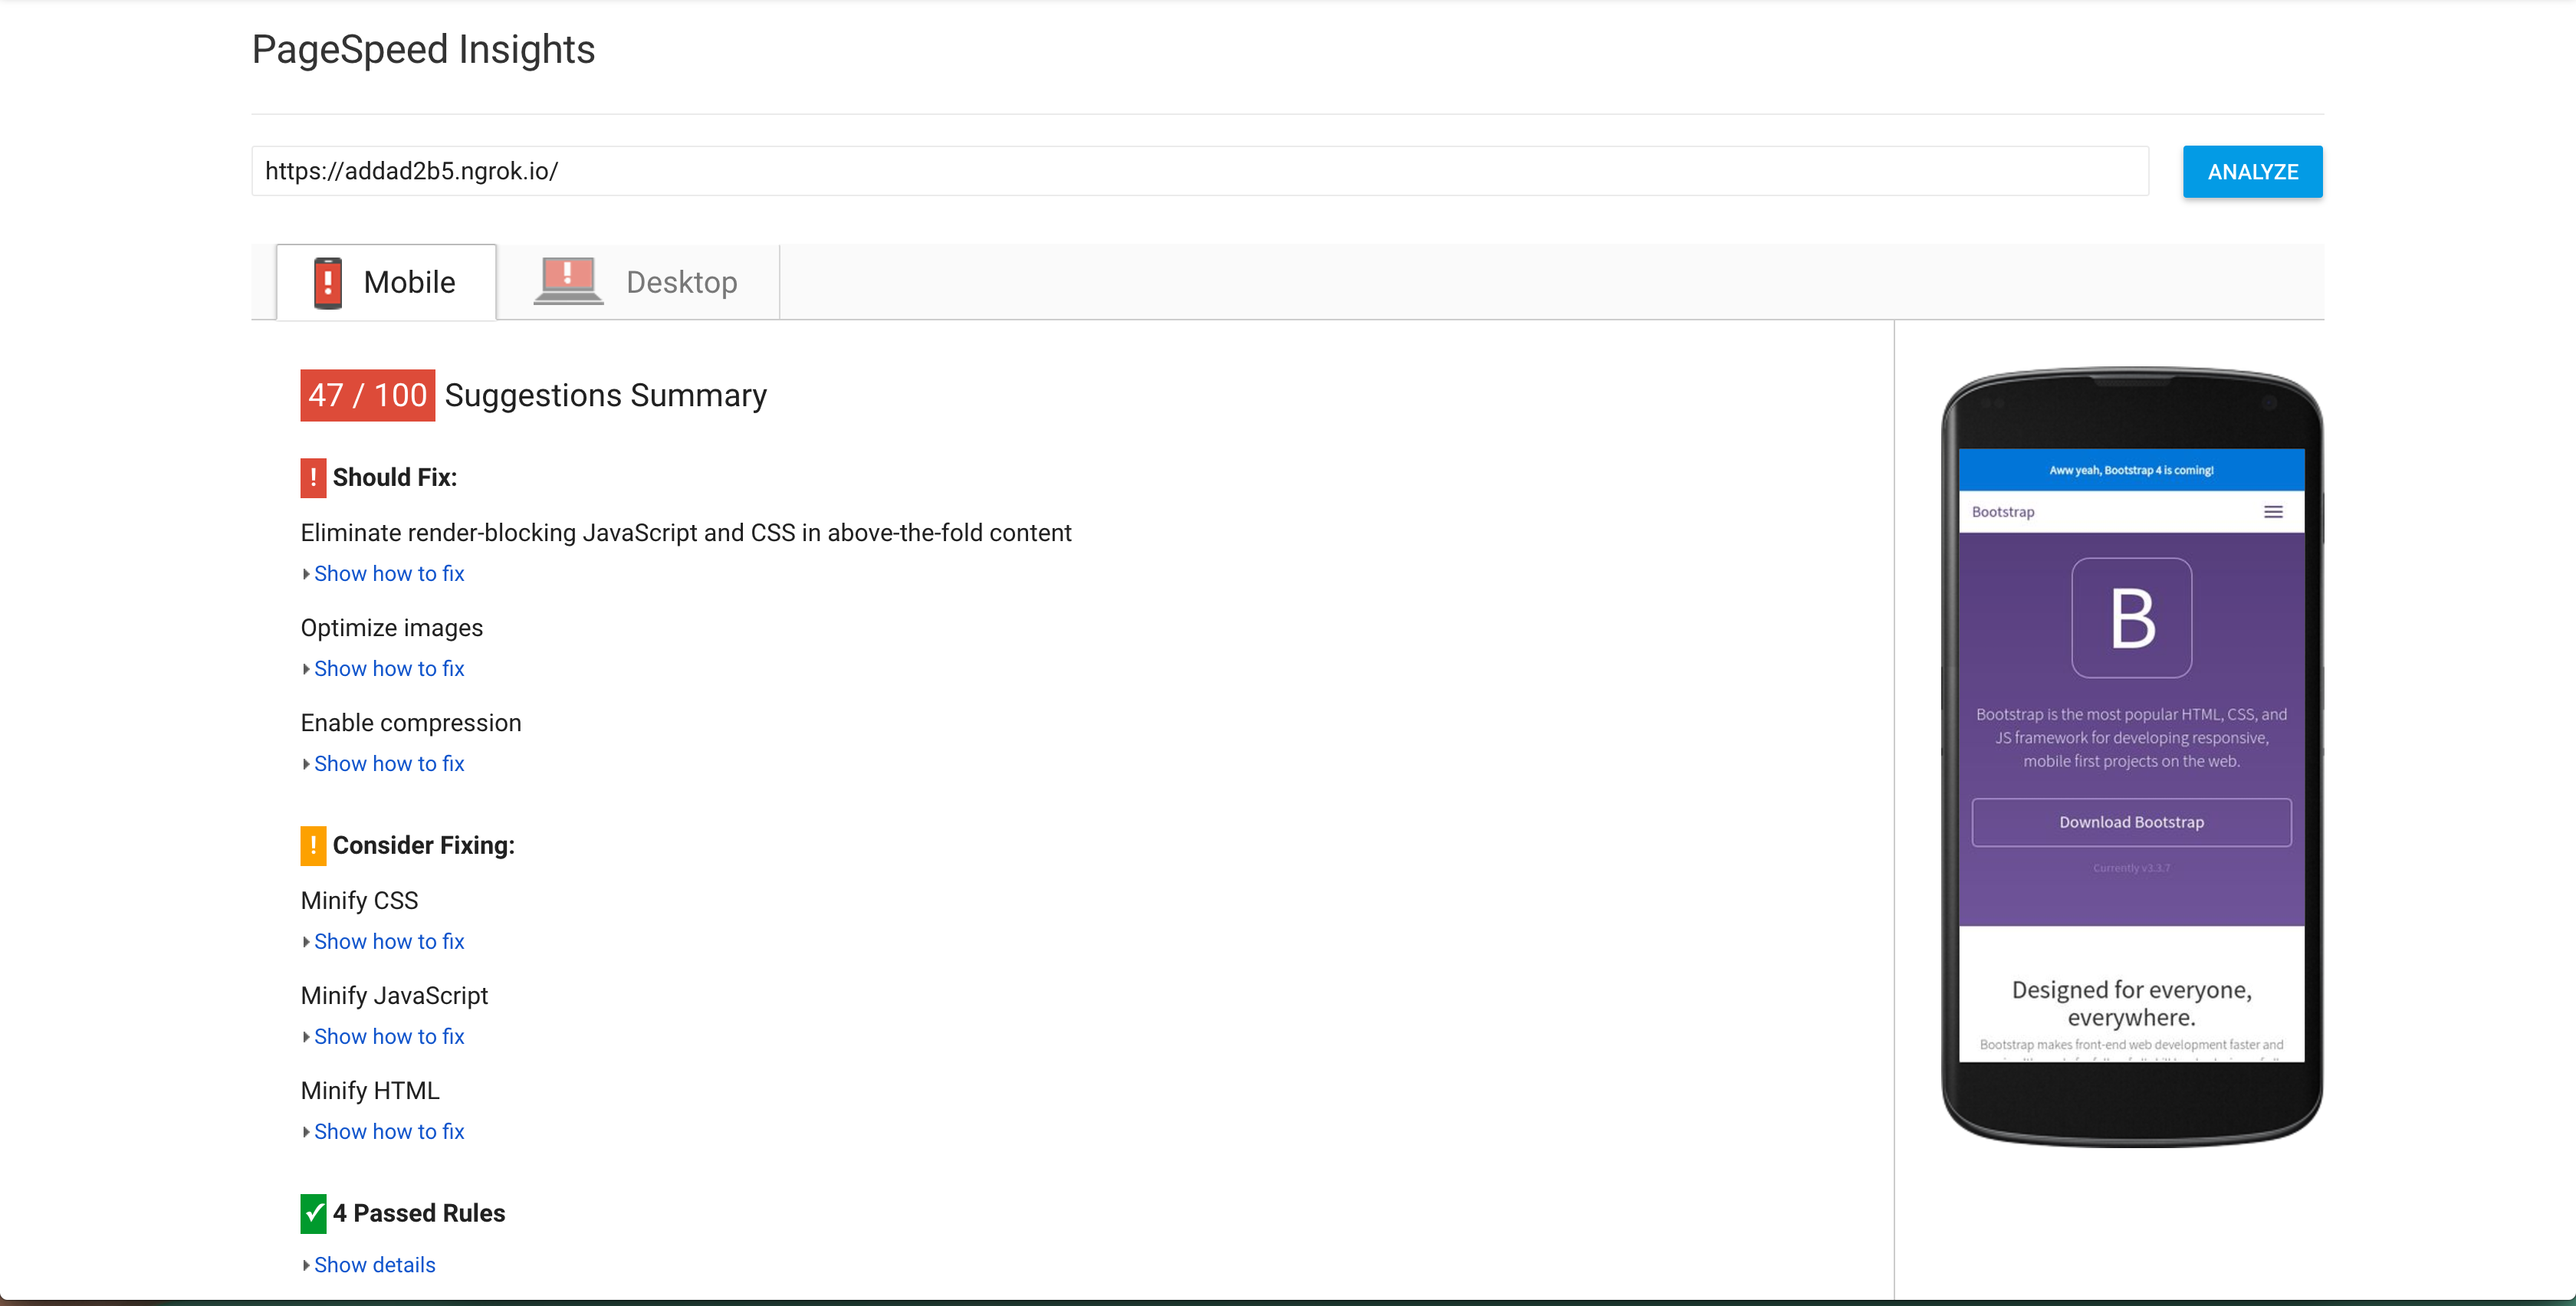 PageSpeed Insights
https://addad2b5.ngrok.io/
ANALYZE
Mobile
Desktop
47 / 100 Suggestions Summary
! Should Fix:
Eliminate render-blocking JavaScript and CSS in above-the-fold content
Show how to fix
Optimize images
Show how to fix
Enable compression
Show how to fix
! Consider Fixing:
Minify CSS
Show how to fix
Minify JavaScript
Show how to fix
Minify HTML
Show how to fix
4 Passed Rules
Show details
Aww yeah, Bootstrap 4 is coming!
Bootstrap
B
Bootstrap is the most popular HTML, CSS, and
JS framework for developing responsive,
mobile first projects on the web.
Download Bootstrap
Currently v3.3.7
Designed for everyone,
everywhere.
Bootstrap makes front-end web development faster and